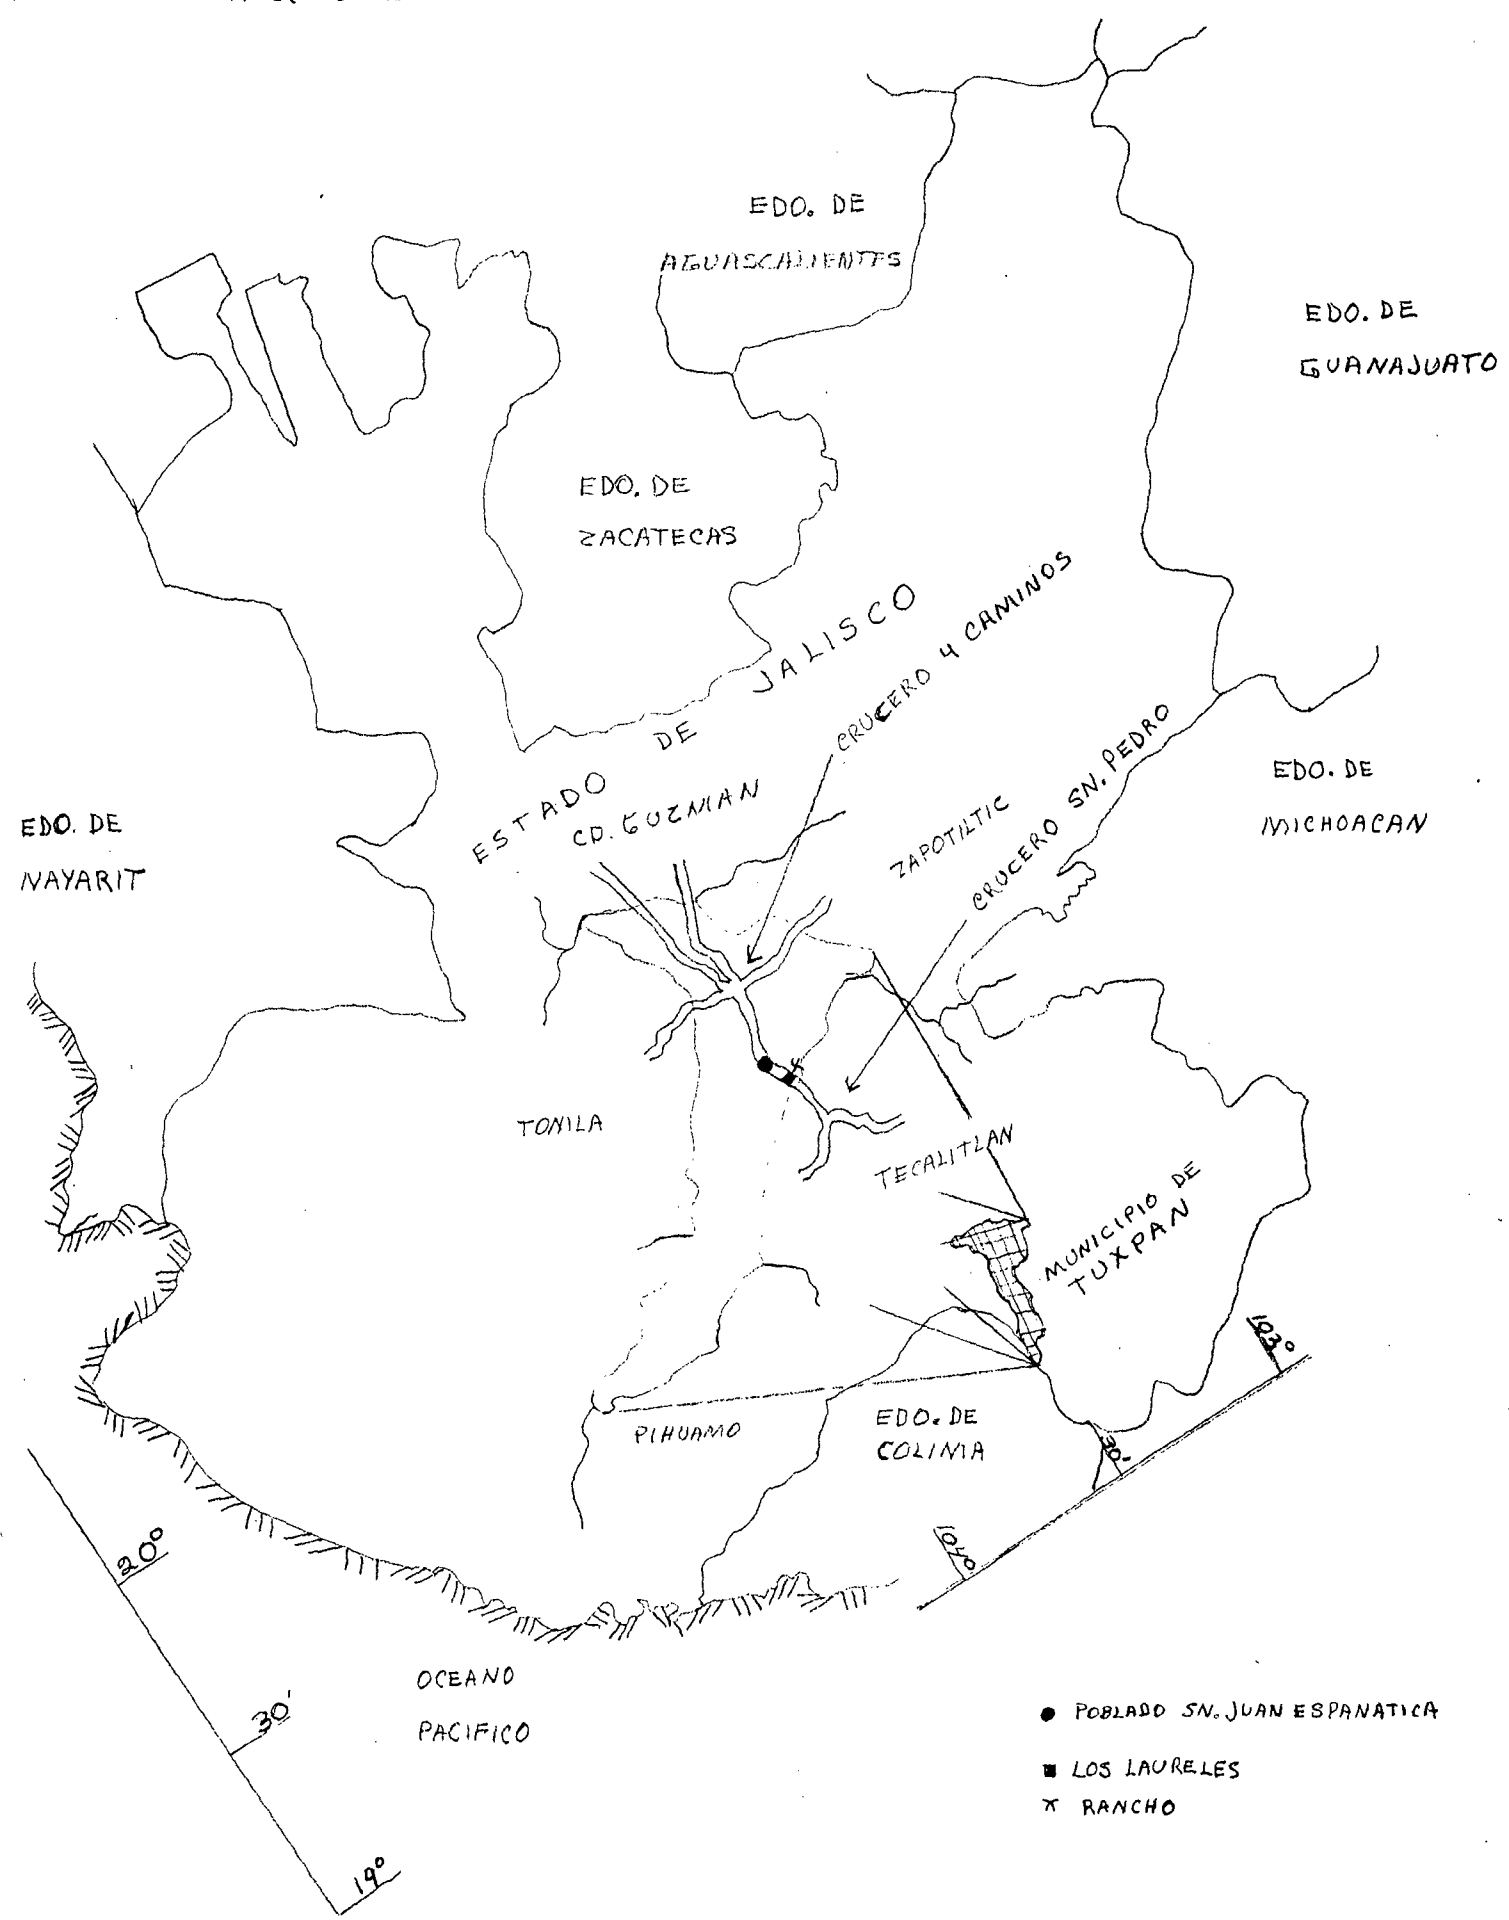 EDO. DE
AGUASCALIENTES
EDO. DE
GUANAJUATO
EDO. DE
ZACATECAS
ESTADO DE JALISCO
CRUCERO 4 CAMINOS
CD. GUZMAN
ZAPOTILTIC
CRUCERO SN. PEDRO
EDO. DE
MICHOACAN
EDO. DE
NAYARIT
TONILA
TECALITLAN
MUNICIPIO DE
TUXPAN
PIHUAMO
EDO. DE
COLIMA
103°
30'
104°
20°
30'
19°
OCEANO
PACIFICO
POBLADO SN. JUAN ESPANATICA
LOS LAURELES
RANCHO